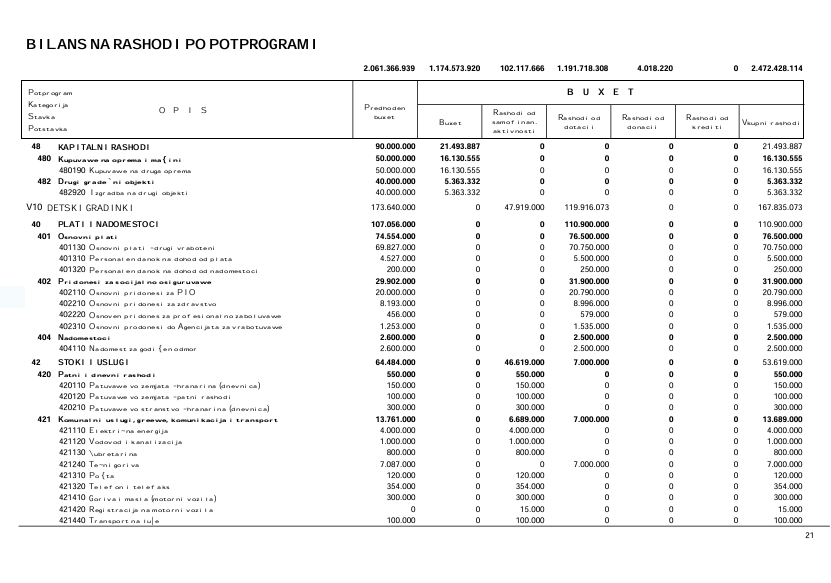 BILANS NA RASHODI PO POTPROGRAMI
2.061.366.939 1.174.573.920 102.117.666 1.191.718.308 4.018.220 0 2.472.428.114
Potprogram
Kategorija
Stavka
Potstavka
O P I S
Predhoden buxet
B U X E T
Buxet
Rashodi od samofinan. aktivnosti
Rashodi od dotacii
Rashodi od donacii
Rashodi od krediti
Vkupni rashodi
48 KAPITALNI RASHODI 90.000.000 21.493.887 0 0 0 0 21.493.887
480 Kupuvawe na oprema i ma{ini 50.000.000 16.130.555 0 0 0 0 16.130.555
480190 Kupuvawe na druga oprema 50.000.000 16.130.555 0 0 0 0 16.130.555
482 Drugi grade`ni objekti 40.000.000 5.363.332 0 0 0 0 5.363.332
482920 Izgradba na drugi objekti 40.000.000 5.363.332 0 0 0 0 5.363.332
V10 DETSKI GRADINKI 173.640.000 0 47.919.000 119.916.073 0 0 167.835.073
40 PLATI I NADOMESTOCI 107.056.000 0 0 110.900.000 0 0 110.900.000
401 Osnovni plati 74.554.000 0 0 76.500.000 0 0 76.500.000
401130 Osnovni plati -drugi vraboteni 69.827.000 0 0 70.750.000 0 0 70.750.000
401310 Personalen danok na dohod od plata 4.527.000 0 0 5.500.000 0 0 5.500.000
401320 Personalen danok na dohod od nadomestoci 200.000 0 0 250.000 0 0 250.000
402 Pridonesi za socijalno osiguruvawe 29.902.000 0 0 31.900.000 0 0 31.900.000
402110 Osnovni pridonesi za PIO 20.000.000 0 0 20.790.000 0 0 20.790.000
402210 Osnovni pridonesi za zdravstvo 8.193.000 0 0 8.996.000 0 0 8.996.000
402220 Osnoven pridones za profesionalno zaboluvawe 456.000 0 0 579.000 0 0 579.000
402310 Osnovni prodonesi do Agencijata za vrabotuvawe 1.253.000 0 0 1.535.000 0 0 1.535.000
404 Nadomestoci 2.600.000 0 0 2.500.000 0 0 2.500.000
404110 Nadomest za godi{en odmor 2.600.000 0 0 2.500.000 0 0 2.500.000
42 STOKI I USLUGI 64.484.000 0 46.619.000 7.000.000 0 0 53.619.000
420 Patni i dnevni rashodi 550.000 0 550.000 0 0 0 550.000
420110 Patuvawe vo zemjata -hranarina (dnevnica) 150.000 0 150.000 0 0 0 150.000
420120 Patuvawe vo zemjata -patni rashodi 100.000 0 100.000 0 0 0 100.000
420210 Patuvawe vo stranstvo -hranarina (dnevnica) 300.000 0 300.000 0 0 0 300.000
421 Komunalni uslugi, greewe, komunikacija i transport 13.761.000 0 6.689.000 7.000.000 0 0 13.689.000
421110 Elektri~na energija 4.000.000 0 4.000.000 0 0 0 4.000.000
421120 Vodovod i kanalizacija 1.000.000 0 1.000.000 0 0 0 1.000.000
421130 \ubretarina 800.000 0 800.000 0 0 0 800.000
421240 Te~ni goriva 7.087.000 0 0 7.000.000 0 0 7.000.000
421310 Po{ta 120.000 0 120.000 0 0 0 120.000
421320 Telefon i telefaks 354.000 0 354.000 0 0 0 354.000
421410 Goriva i masla (motorni vozila) 300.000 0 300.000 0 0 0 300.000
421420 Registracija na motorni vozila 0 0 15.000 0 0 0 15.000
421440 Transport na lu|e 100.000 0 100.000 0 0 0 100.000
21